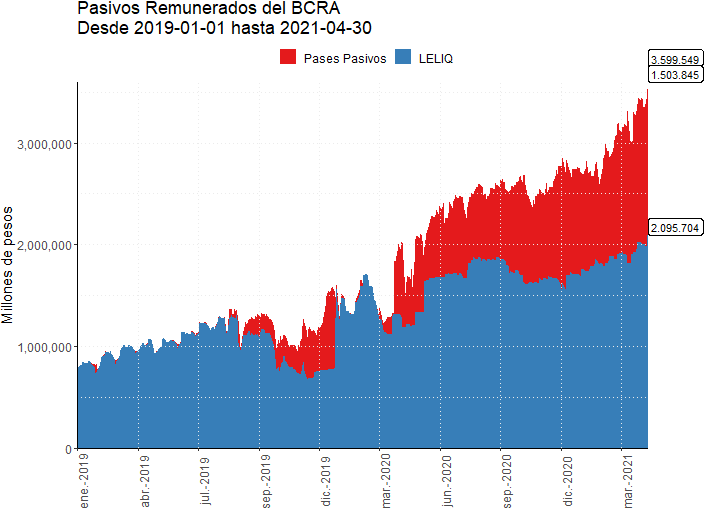 Pasivos Remunerados del BCRA
Desde 2019-01-01 hasta 2021-04-30
Pases Pasivos
LELIQ
3.599.549
1.503.845
2.095.704
Millones de pesos
3,000,000
2,000,000
1,000,000
0
ene.-2019
abr.-2019
jul.-2019
sep.-2019
dic.-2019
mar.-2020
jun.-2020
sep.-2020
dic.-2020
mar.-2021